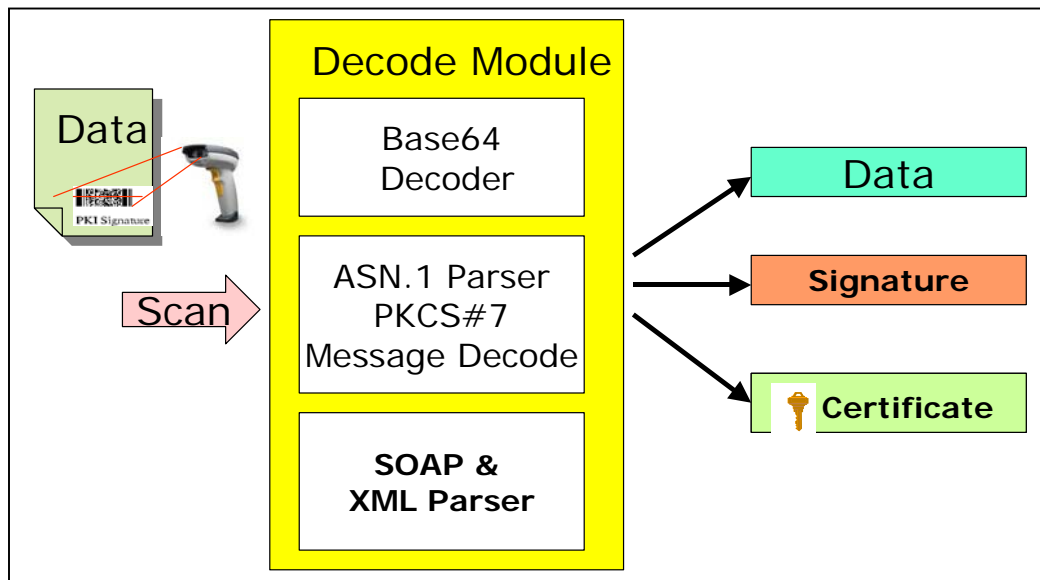 Data
PKI Signature
Scan
Decode Module
Base64
Decoder
ASN.1 Parser
PKCS#7
Message Decode
SOAP &
XML Parser
Data
Signature
Certificate